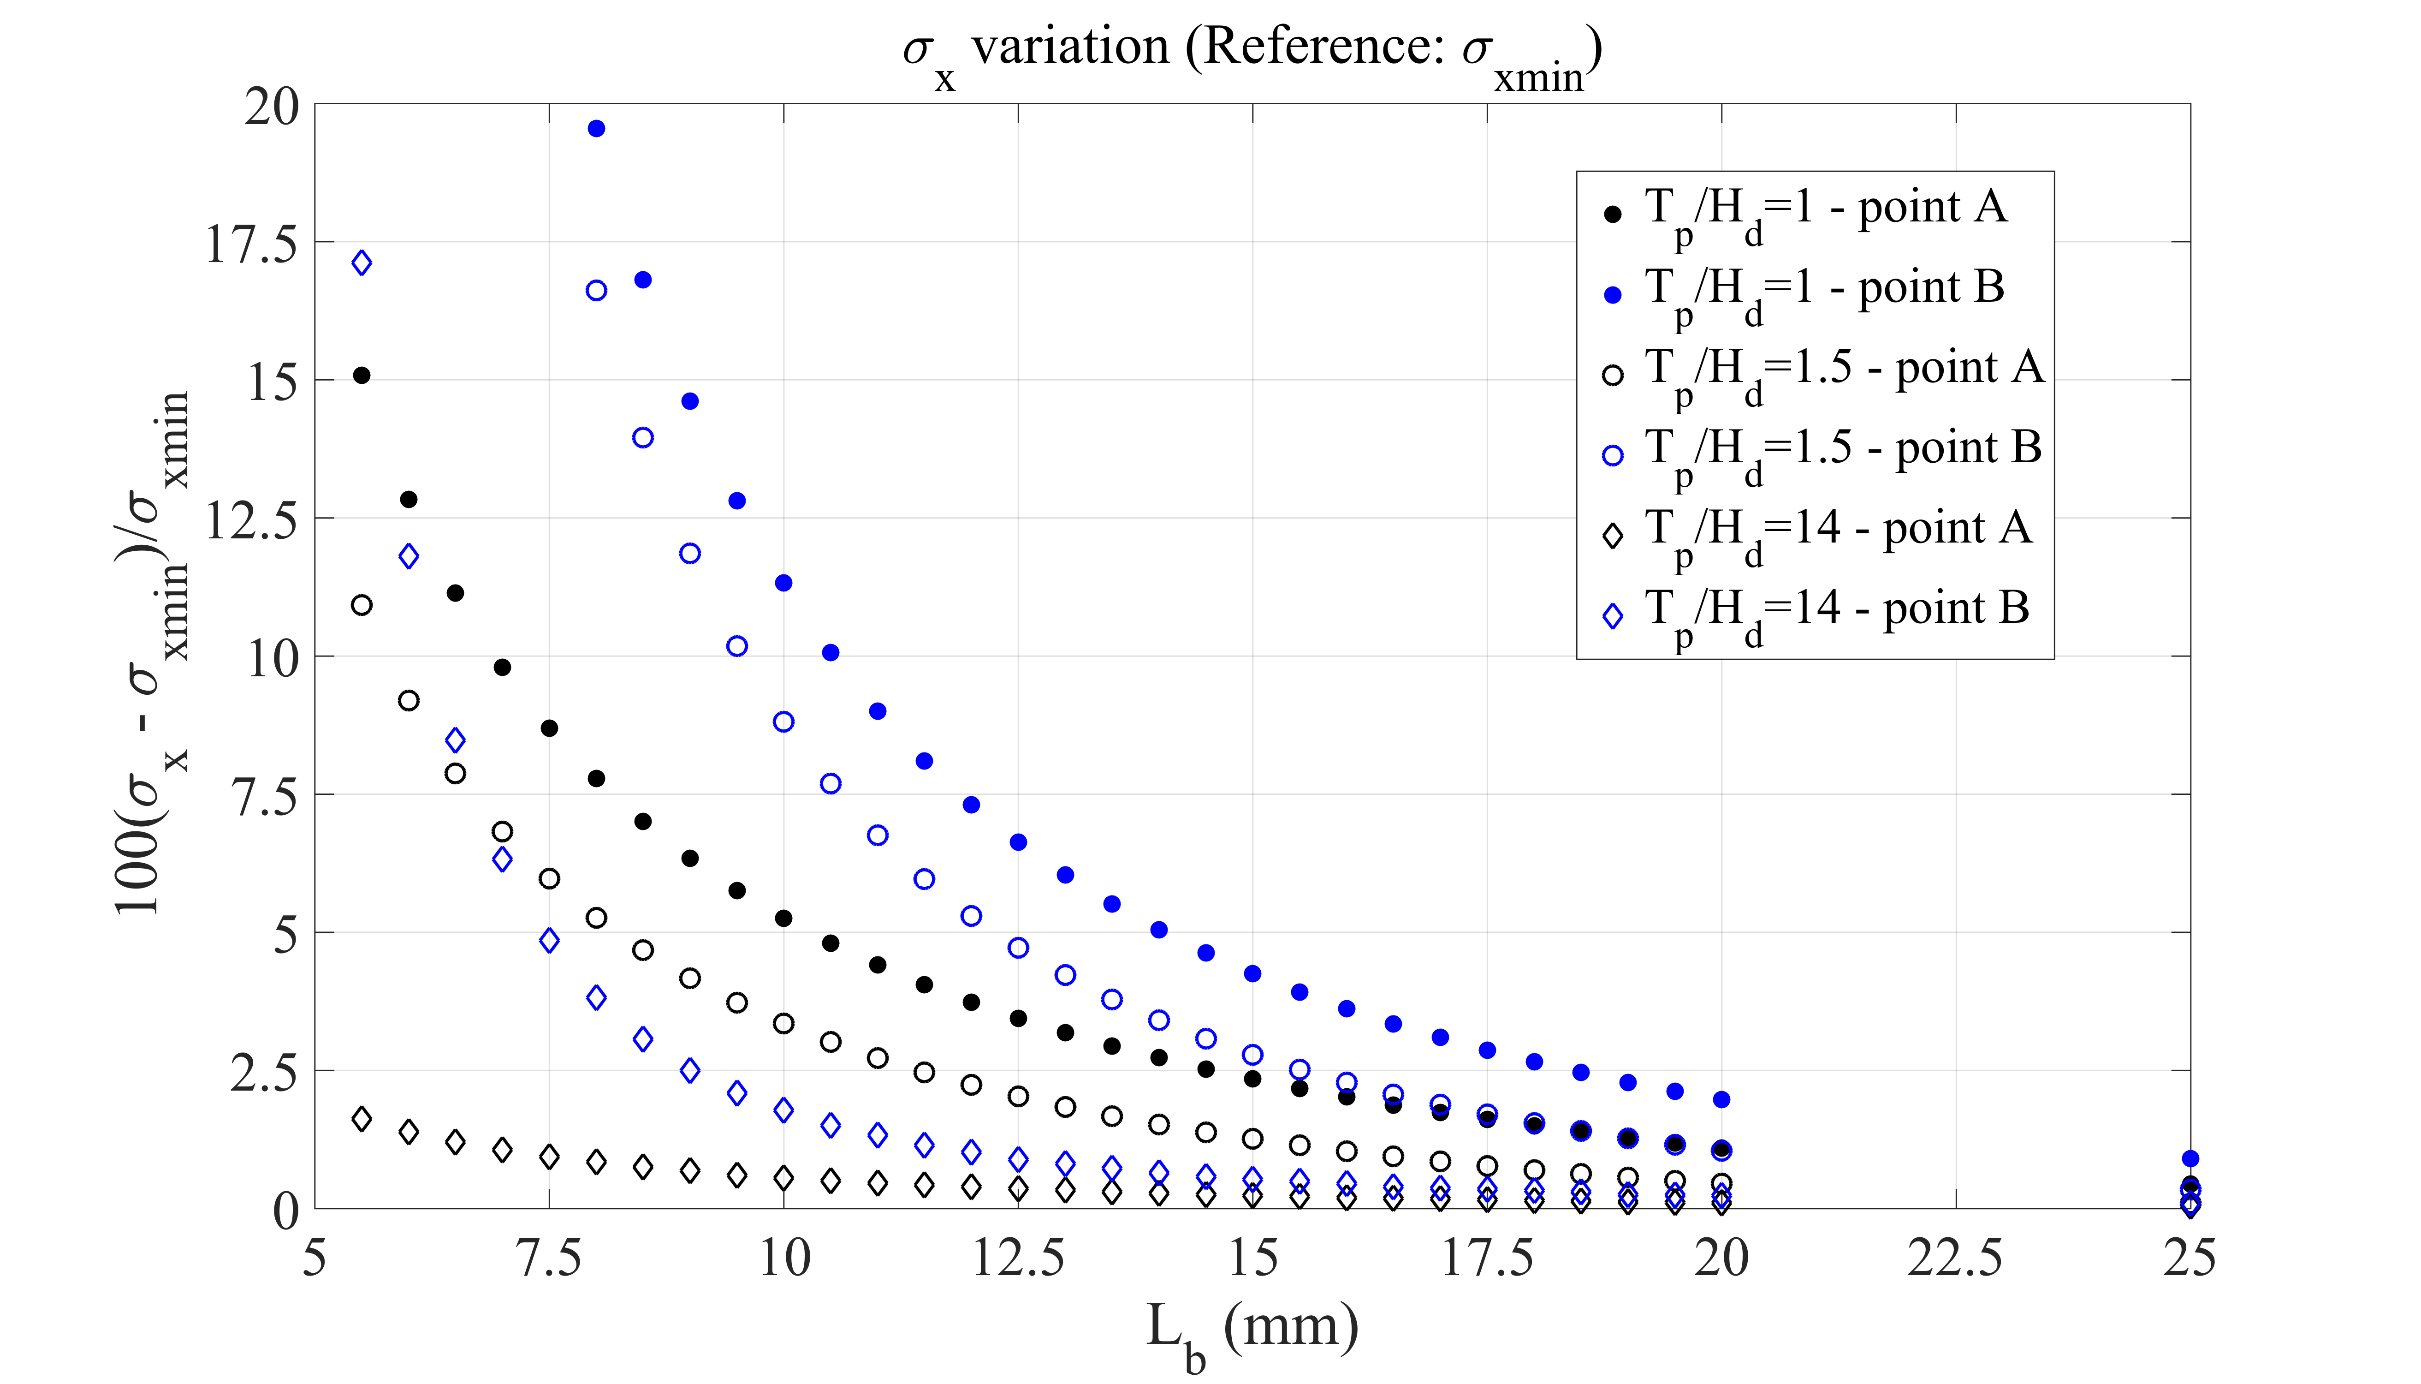 σx variation (Reference: σxmin)
100(σx - σxmin)/σxmin
20
17.5
15
12.5
10
7.5
5
2.5
0
Tp/Hd=1 - point A
Tp/Hd=1 - point B
Tp/Hd=1.5 - point A
Tp/Hd=1.5 - point B
Tp/Hd=14 - point A
Tp/Hd=14 - point B
5 7.5 10 12.5 15 17.5 20 22.5 25
Lb (mm)